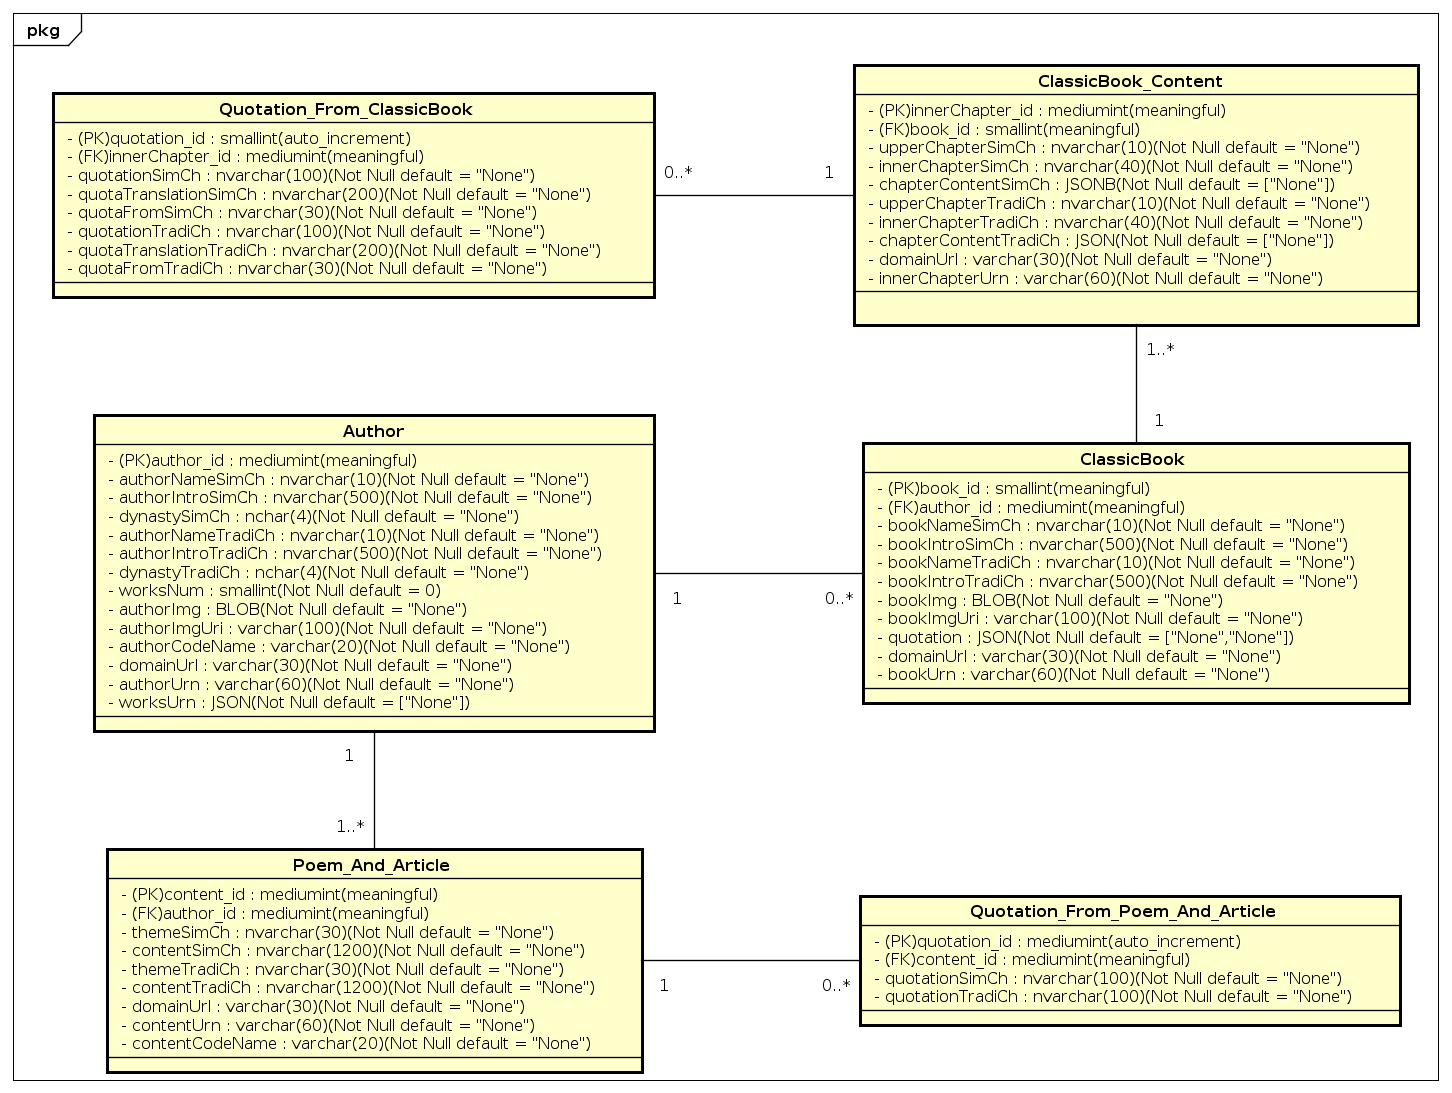 pkg
Quotation_From_ClassicBook
- (PK)quotation_id : smallint(auto_increment)
- (FK)innerChapter_id : mediumint(meaningful)
- quotationSimCh : nvarchar(100)(Not Null default = "None")
- quotaTranslationSimCh : nvarchar(200)(Not Null default = "None")
- quotaFromSimCh : nvarchar(30)(Not Null default = "None")
- quotationTradiCh : nvarchar(100)(Not Null default = "None")
- quotaTranslationTradiCh : nvarchar(200)(Not Null default = "None")
- quotaFromTradiCh : nvarchar(30)(Not Null default = "None")
0..*
1
ClassicBook_Content
- (PK)innerChapter_id : mediumint(meaningful)
- (FK)book_id : smallint(meaningful)
- upperChapterSimCh : nvarchar(10)(Not Null default = "None")
- innerChapterSimCh : nvarchar(40)(Not Null default = "None")
- chapterContentSimCh : JSONB(Not Null default = ["None"])
- upperChapterTradiCh : nvarchar(10)(Not Null default = "None")
- innerChapterTradiCh : nvarchar(40)(Not Null default = "None")
- chapterContentTradiCh : JSON(Not Null default = ["None"])
- domainUrl : varchar(30)(Not Null default = "None")
- innerChapterUrn : varchar(60)(Not Null default = "None")
1..*
1
Author
- (PK)author_id : mediumint(meaningful)
- authorNameSimCh : nvarchar(10)(Not Null default = "None")
- authorIntroSimCh : nvarchar(500)(Not Null default = "None")
- dynastySimCh : nchar(4)(Not Null default = "None")
- authorNameTradiCh : nvarchar(10)(Not Null default = "None")
- authorIntroTradiCh : nvarchar(500)(Not Null default = "None")
- dynastyTradiCh : nchar(4)(Not Null default = "None")
- worksNum : smallint(Not Null default = 0)
- authorImg : BLOB(Not Null default = "None")
- authorImgUri : varchar(100)(Not Null default = "None")
- authorCodeName : varchar(20)(Not Null default = "None")
- domainUrl : varchar(30)(Not Null default = "None")
- authorUrn : varchar(60)(Not Null default = "None")
- worksUrn : JSON(Not Null default = ["None"])
1
0..*
ClassicBook
- (PK)book_id : smallint(meaningful)
- (FK)author_id : mediumint(meaningful)
- bookNameSimCh : nvarchar(10)(Not Null default = "None")
- bookIntroSimCh : nvarchar(500)(Not Null default = "None")
- bookNameTradiCh : nvarchar(10)(Not Null default = "None")
- bookIntroTradiCh : nvarchar(500)(Not Null default = "None")
- bookImg : BLOB(Not Null default = "None")
- bookImgUri : varchar(100)(Not Null default = "None")
- quotation : JSON(Not Null default = ["None","None"])
- domainUrl : varchar(30)(Not Null default = "None")
- bookUrn : varchar(60)(Not Null default = "None")
1
1..*
Poem_And_Article
- (PK)content_id : mediumint(meaningful)
- (FK)author_id : mediumint(meaningful)
- themeSimCh : nvarchar(30)(Not Null default = "None")
- contentSimCh : nvarchar(1200)(Not Null default = "None")
- themeTradiCh : nvarchar(30)(Not Null default = "None")
- contentTradiCh : nvarchar(1200)(Not Null default = "None")
- domainUrl : varchar(30)(Not Null default = "None")
- contentUrn : varchar(60)(Not Null default = "None")
- contentCodeName : varchar(20)(Not Null default = "None")
1
0..*
Quotation_From_Poem_And_Article
- (PK)quotation_id : mediumint(auto_increment)
- (FK)content_id : mediumint(meaningful)
- quotationSimCh : nvarchar(100)(Not Null default = "None")
- quotationTradiCh : nvarchar(100)(Not Null default = "None")